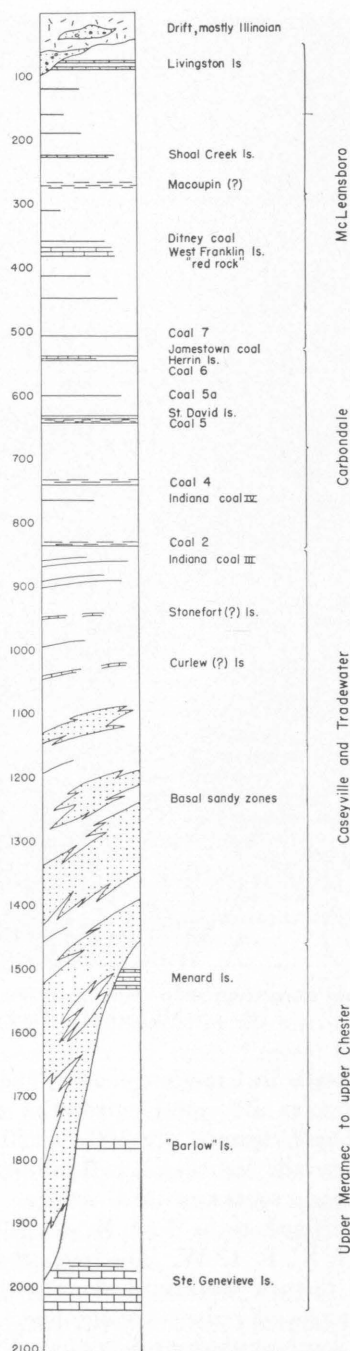 Drift, mostly Illinoian
Livingston ls
100
200
Shoal Creek ls.
Macoupin (?)
300
Ditney coal
West Franklin ls.
"red rock"
400
McLeansboro
500
Coal 7
Jamestown coal
Herrin ls.
Coal 6
600
Coal 5a
St. David ls.
Coal 5
700
Carbondale
Coal 4
Indiana coal IV
800
Coal 2
Indiana coal III
900
Stonefort (?) ls.
1000
Curlew (?) ls
1100
1200
Basal sandy zones
1300
1400
Caseyville and Tradewater
1500
Menard ls.
1600
1700
"Barlow" ls.
1800
1900
Ste. Genevieve ls.
2000
Upper Meramec to upper Chester
2100